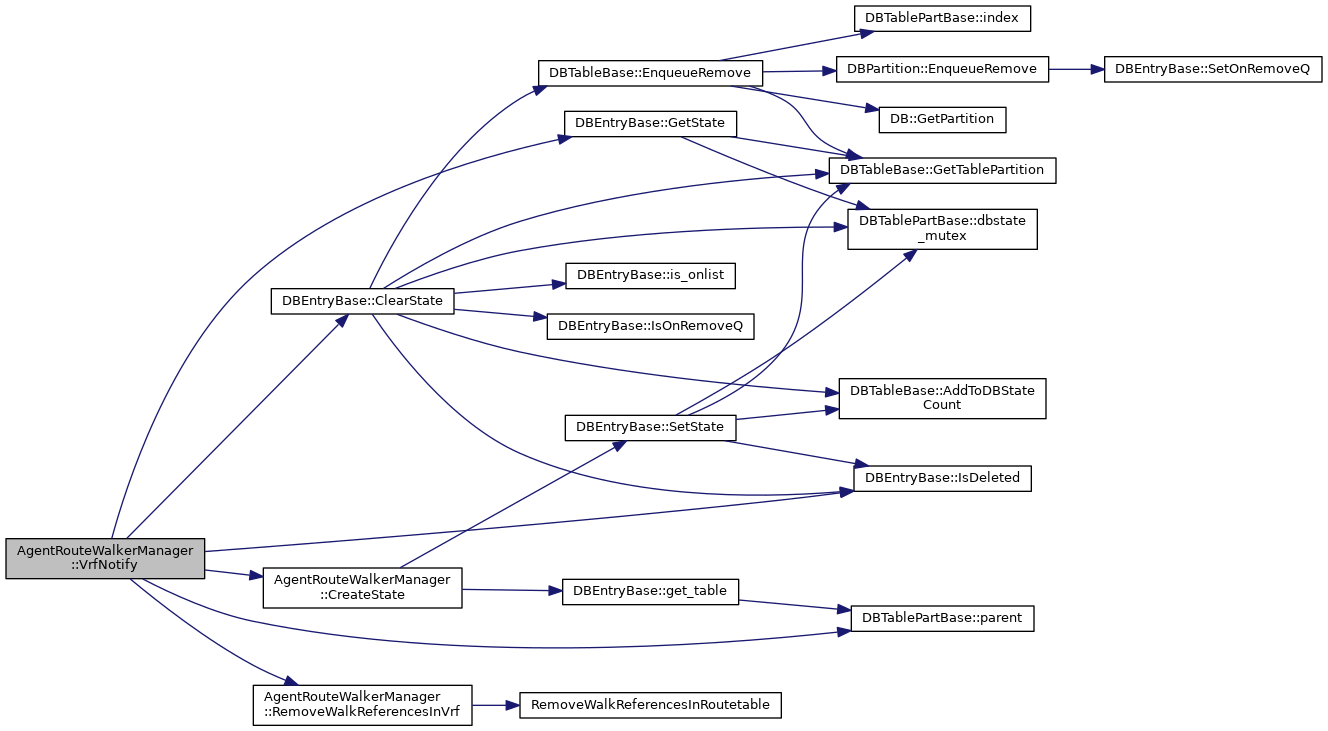 DBTablePartBase::index
DBTableBase::EnqueueRemove
DBPartition::EnqueueRemove
DBEntryBase::SetOnRemoveQ
DB::GetPartition
DBEntryBase::GetState
DBTableBase::GetTablePartition
DBTablePartBase::dbstate
_mutex
DBEntryBase::is_onlist
DBEntryBase::ClearState
DBEntryBase::IsOnRemoveQ
DBTableBase::AddToDBState
Count
DBEntryBase::SetState
DBEntryBase::IsDeleted
AgentRouteWalkerManager
::VrfNotify
AgentRouteWalkerManager
::CreateState
DBEntryBase::get_table
DBTablePartBase::parent
AgentRouteWalkerManager
::RemoveWalkReferencesInVrf
RemoveWalkReferencesInRoutetable